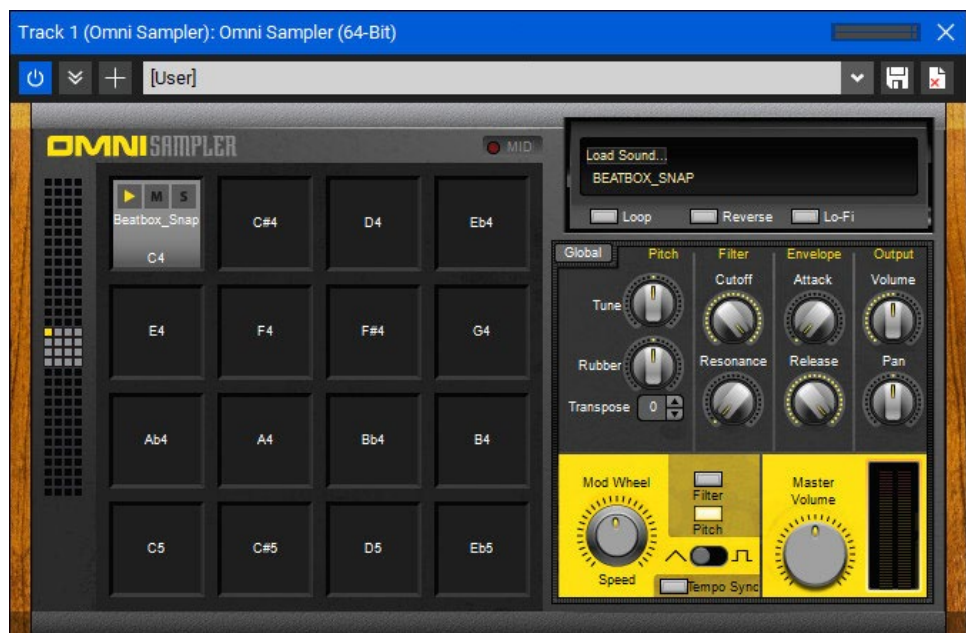 Track 1 (Omni Sampler): Omni Sampler (64-Bit)
[User]
OMNISAMPLER
MID
Load Sound...
BEATBOX_SNAP
Loop Reverse Lo-Fi
M S
Beatbox_Snap
C4 C#4 D4 Eb4
E4 F4 F#4 G4
Ab4 A4 Bb4 B4
C5 C#5 D5 Eb5
Global Pitch Filter Envelope Output
Tune Cutoff Attack Volume
Rubber Resonance Release Pan
Transpose 0
Mod Wheel
Filter
Pitch
Speed
Tempo Sync
Master
Volume